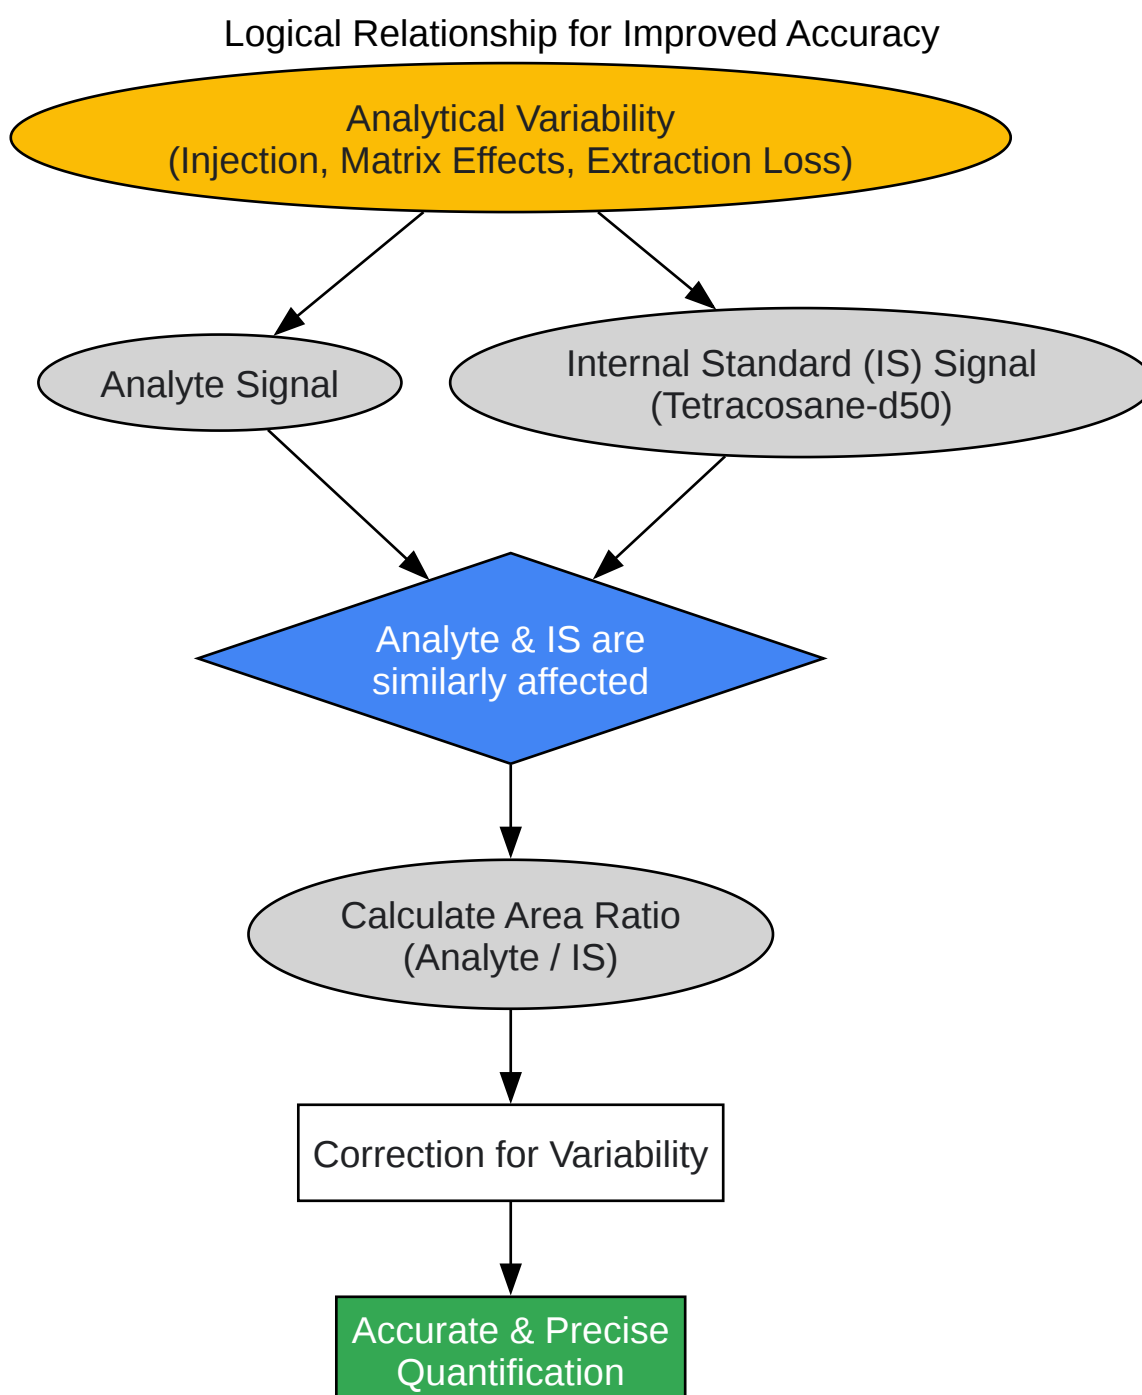 Logical Relationship for Improved Accuracy
Analytical Variability
(Injection, Matrix Effects, Extraction Loss)
Analyte Signal
Internal Standard (IS) Signal
(Tetracosane-d50)
Analyte & IS are
similarly affected
Calculate Area Ratio
(Analyte / IS)
Correction for Variability
Accurate & Precise
Quantification